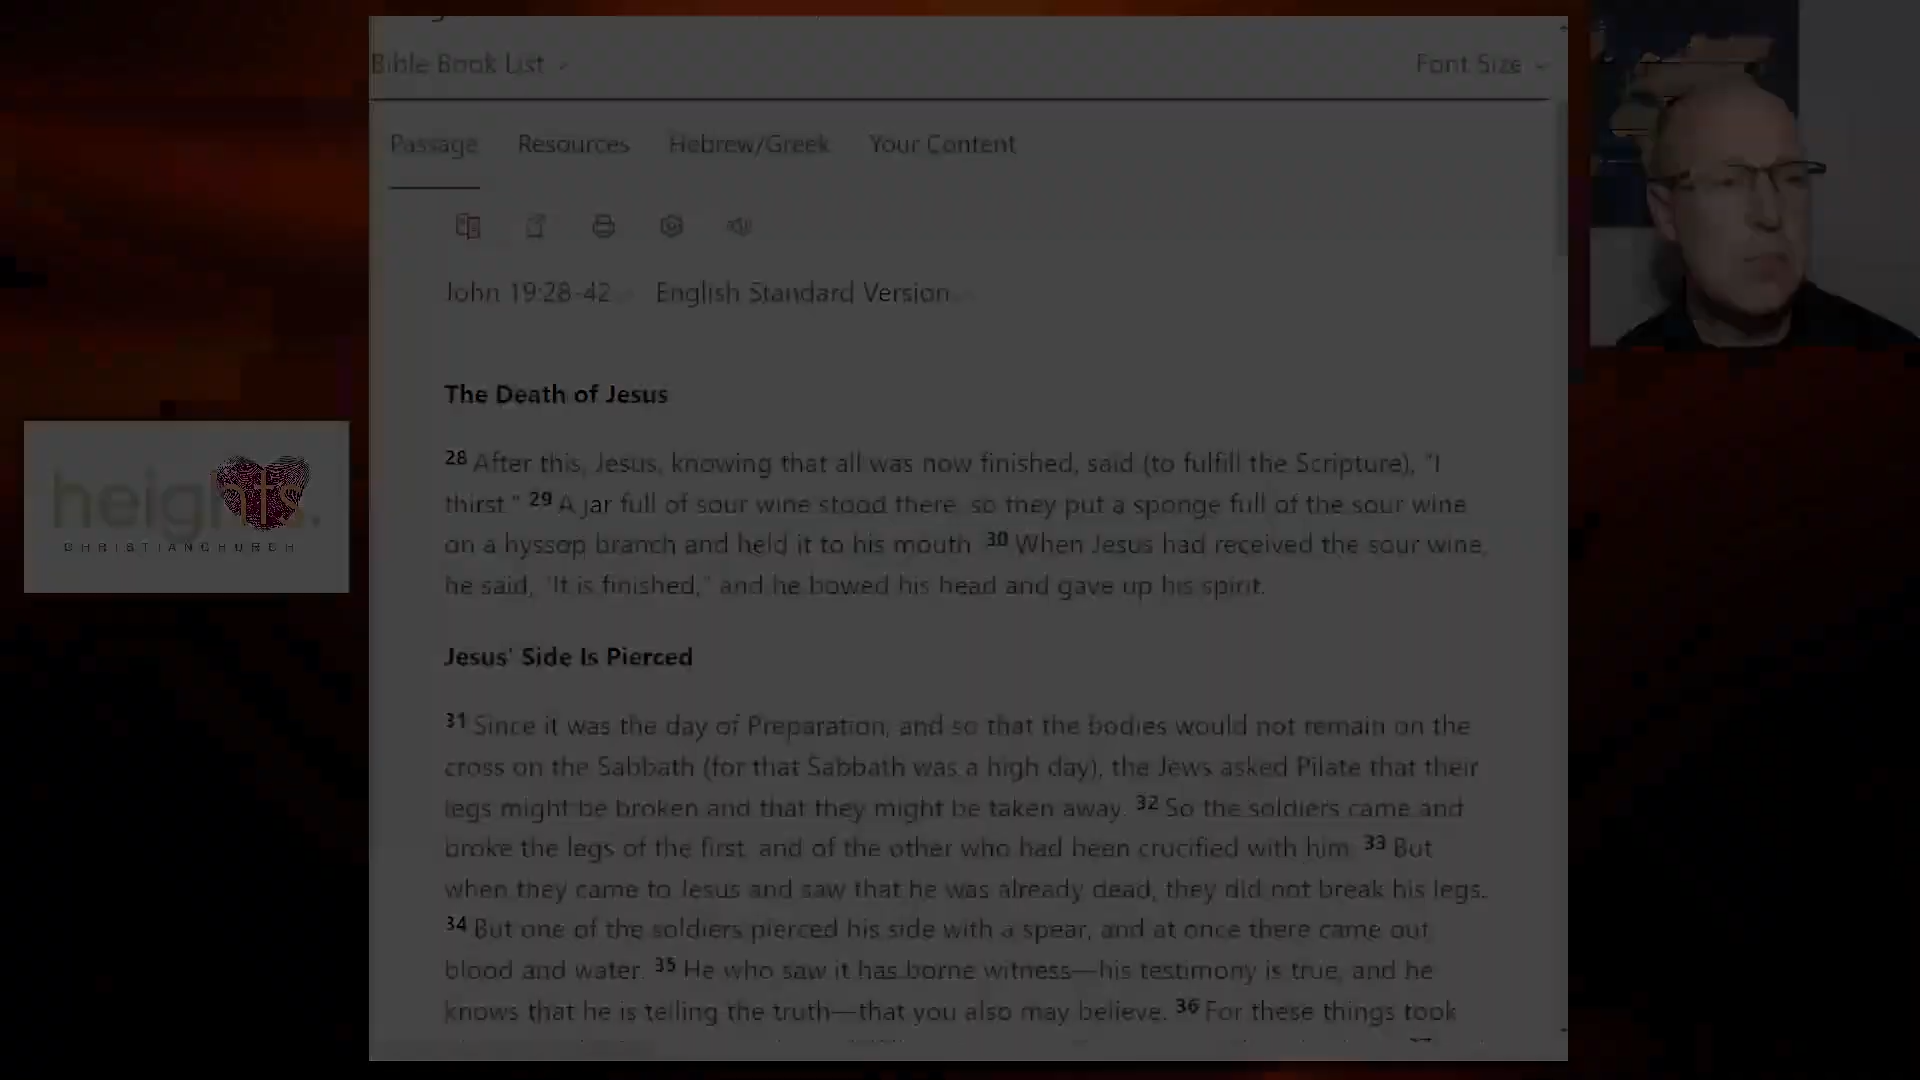 Bible Book List
Font Size
Passage Resources Hebrew/Greek Your Content
John 19:28-42 English Standard Version
The Death of Jesus
28 After this, Jesus, knowing that all was now finished, said (to fulfill the Scripture), "I
thirst." 29 A jar full of sour wine stood there, so they put a sponge full of the sour wine
on a hyssop branch and held it to his mouth. 30 When Jesus had received the sour wine,
he said, "It is finished," and he bowed his head and gave up his spirit.
heights.
CHRISTIANCHURCH
Jesus' Side Is Pierced
31 Since it was the day of Preparation, and so that the bodies would not remain on the
cross on the Sabbath (for that Sabbath was a high day), the Jews asked Pilate that their
legs might be broken and that they might be taken away. 32 So the soldiers came and
broke the legs of the first, and of the other who had been crucified with him. 33 But
when they came to Jesus and saw that he was already dead, they did not break his legs.
34 But one of the soldiers pierced his side with a spear, and at once there came out
blood and water. 35 He who saw it has borne witness—his testimony is true, and he
knows that he is telling the truth—that you also may believe. 36 For these things took